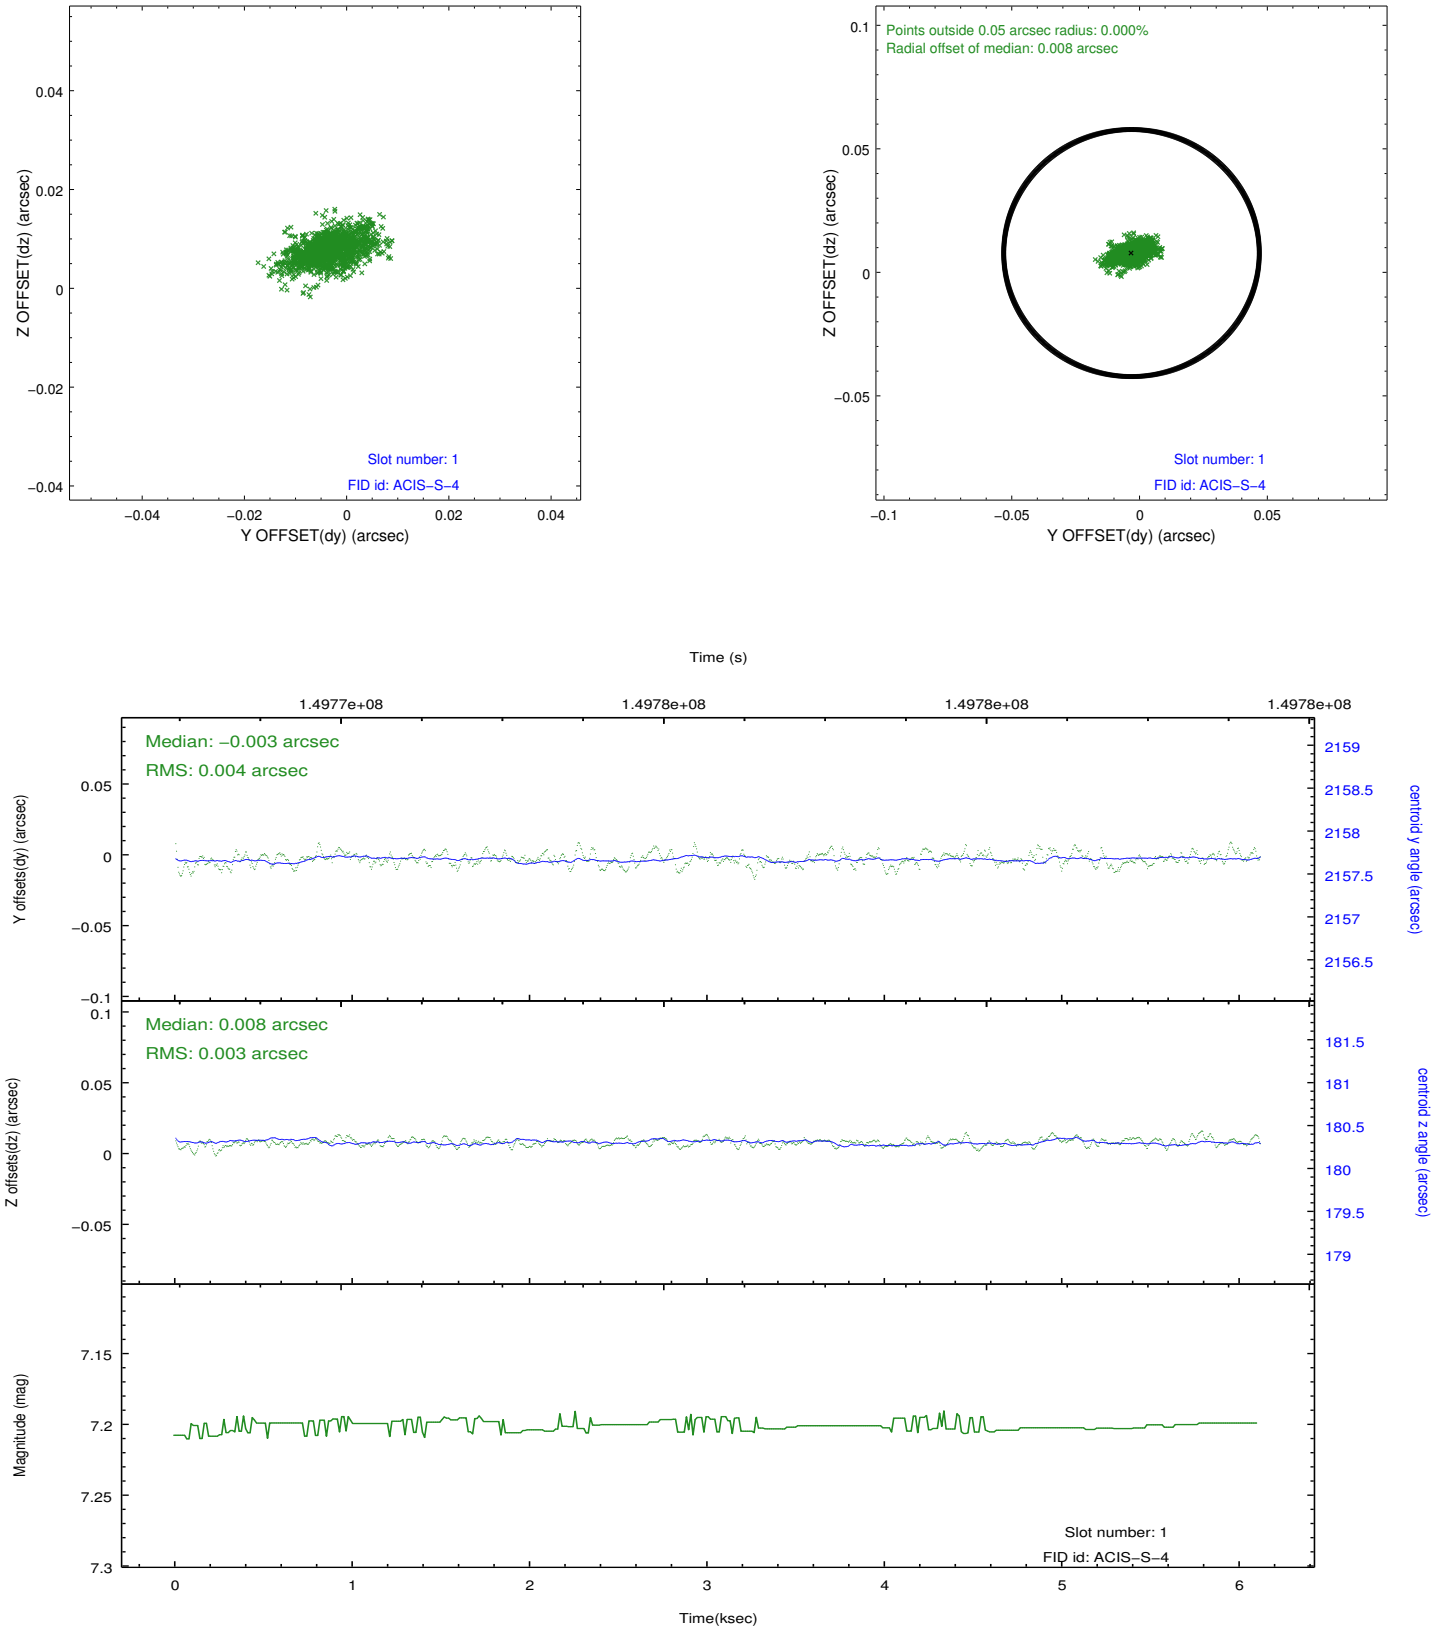 0.04
0.02
0
−0.02
−0.04
Z OFFSET(dz) (arcsec)
Slot number: 1
FID id: ACIS−S−4
−0.04
−0.02
0
0.02
0.04
Y OFFSET(dy) (arcsec)
Points outside 0.05 arcsec radius: 0.000%
Radial offset of median: 0.008 arcsec
0.1
0.05
0
−0.05
Z OFFSET(dz) (arcsec)
Slot number: 1
FID id: ACIS−S−4
−0.1
−0.05
0
0.05
Y OFFSET(dy) (arcsec)
Time (s)
1.4977e+08
1.4978e+08
1.4978e+08
1.4978e+08
Median: −0.003 arcsec
RMS: 0.004 arcsec
0.05
0
−0.05
−0.1
Y offsets(dy) (arcsec)
2159
2158.5
2158
2157.5
2157
2156.5
centroid y angle (arcsec)
Median: 0.008 arcsec
RMS: 0.003 arcsec
0.1
0.05
0
−0.05
Z offsets(dz) (arcsec)
181.5
181
180.5
180
179.5
179
centroid z angle (arcsec)
7.15
7.2
7.25
7.3
Magnitude (mag)
Slot number: 1
FID id: ACIS−S−4
0
1
2
3
4
5
6
Time(ksec)